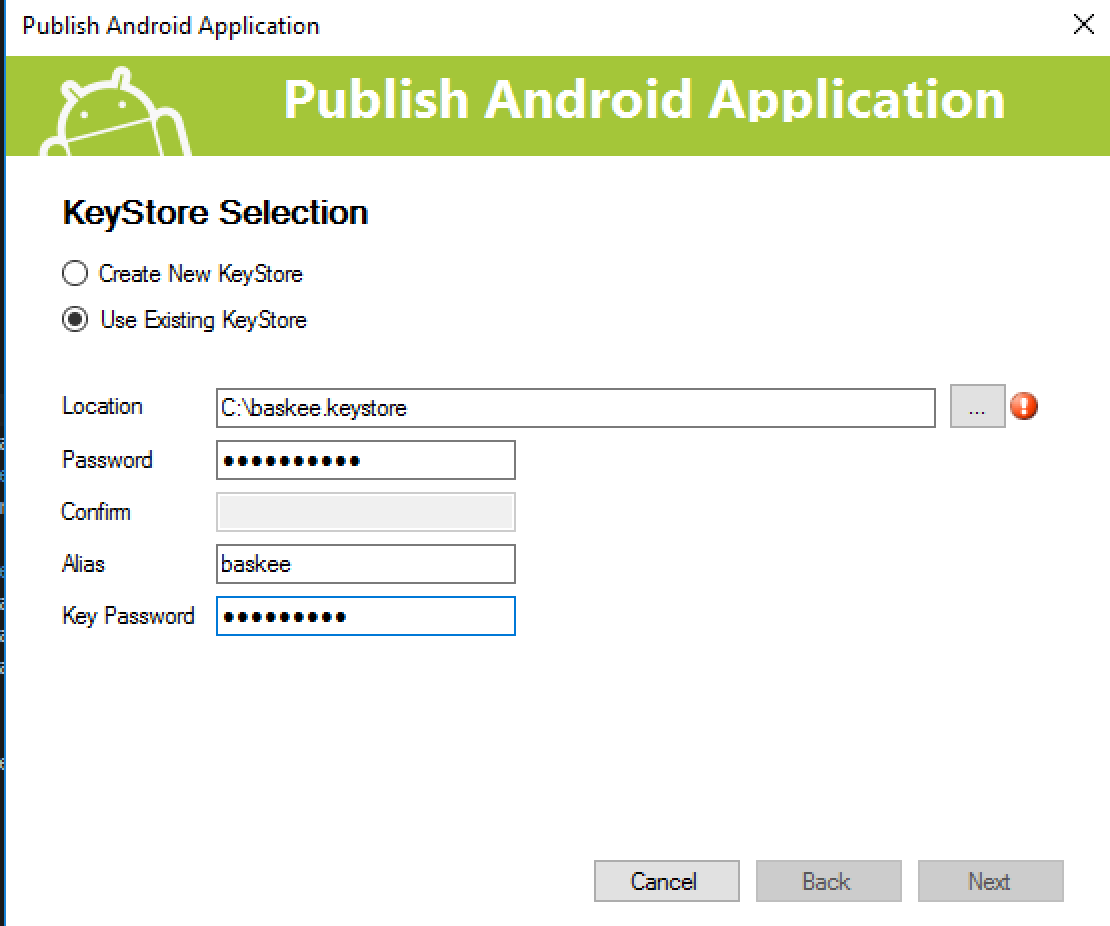 Publish Android Application
Publish Android Application
KeyStore Selection
Create New KeyStore
Use Existing KeyStore
Location C:\baskee.keystore ...
Password ••••••••••
Confirm
Alias baskee
Key Password •••••••••
Cancel Back Next